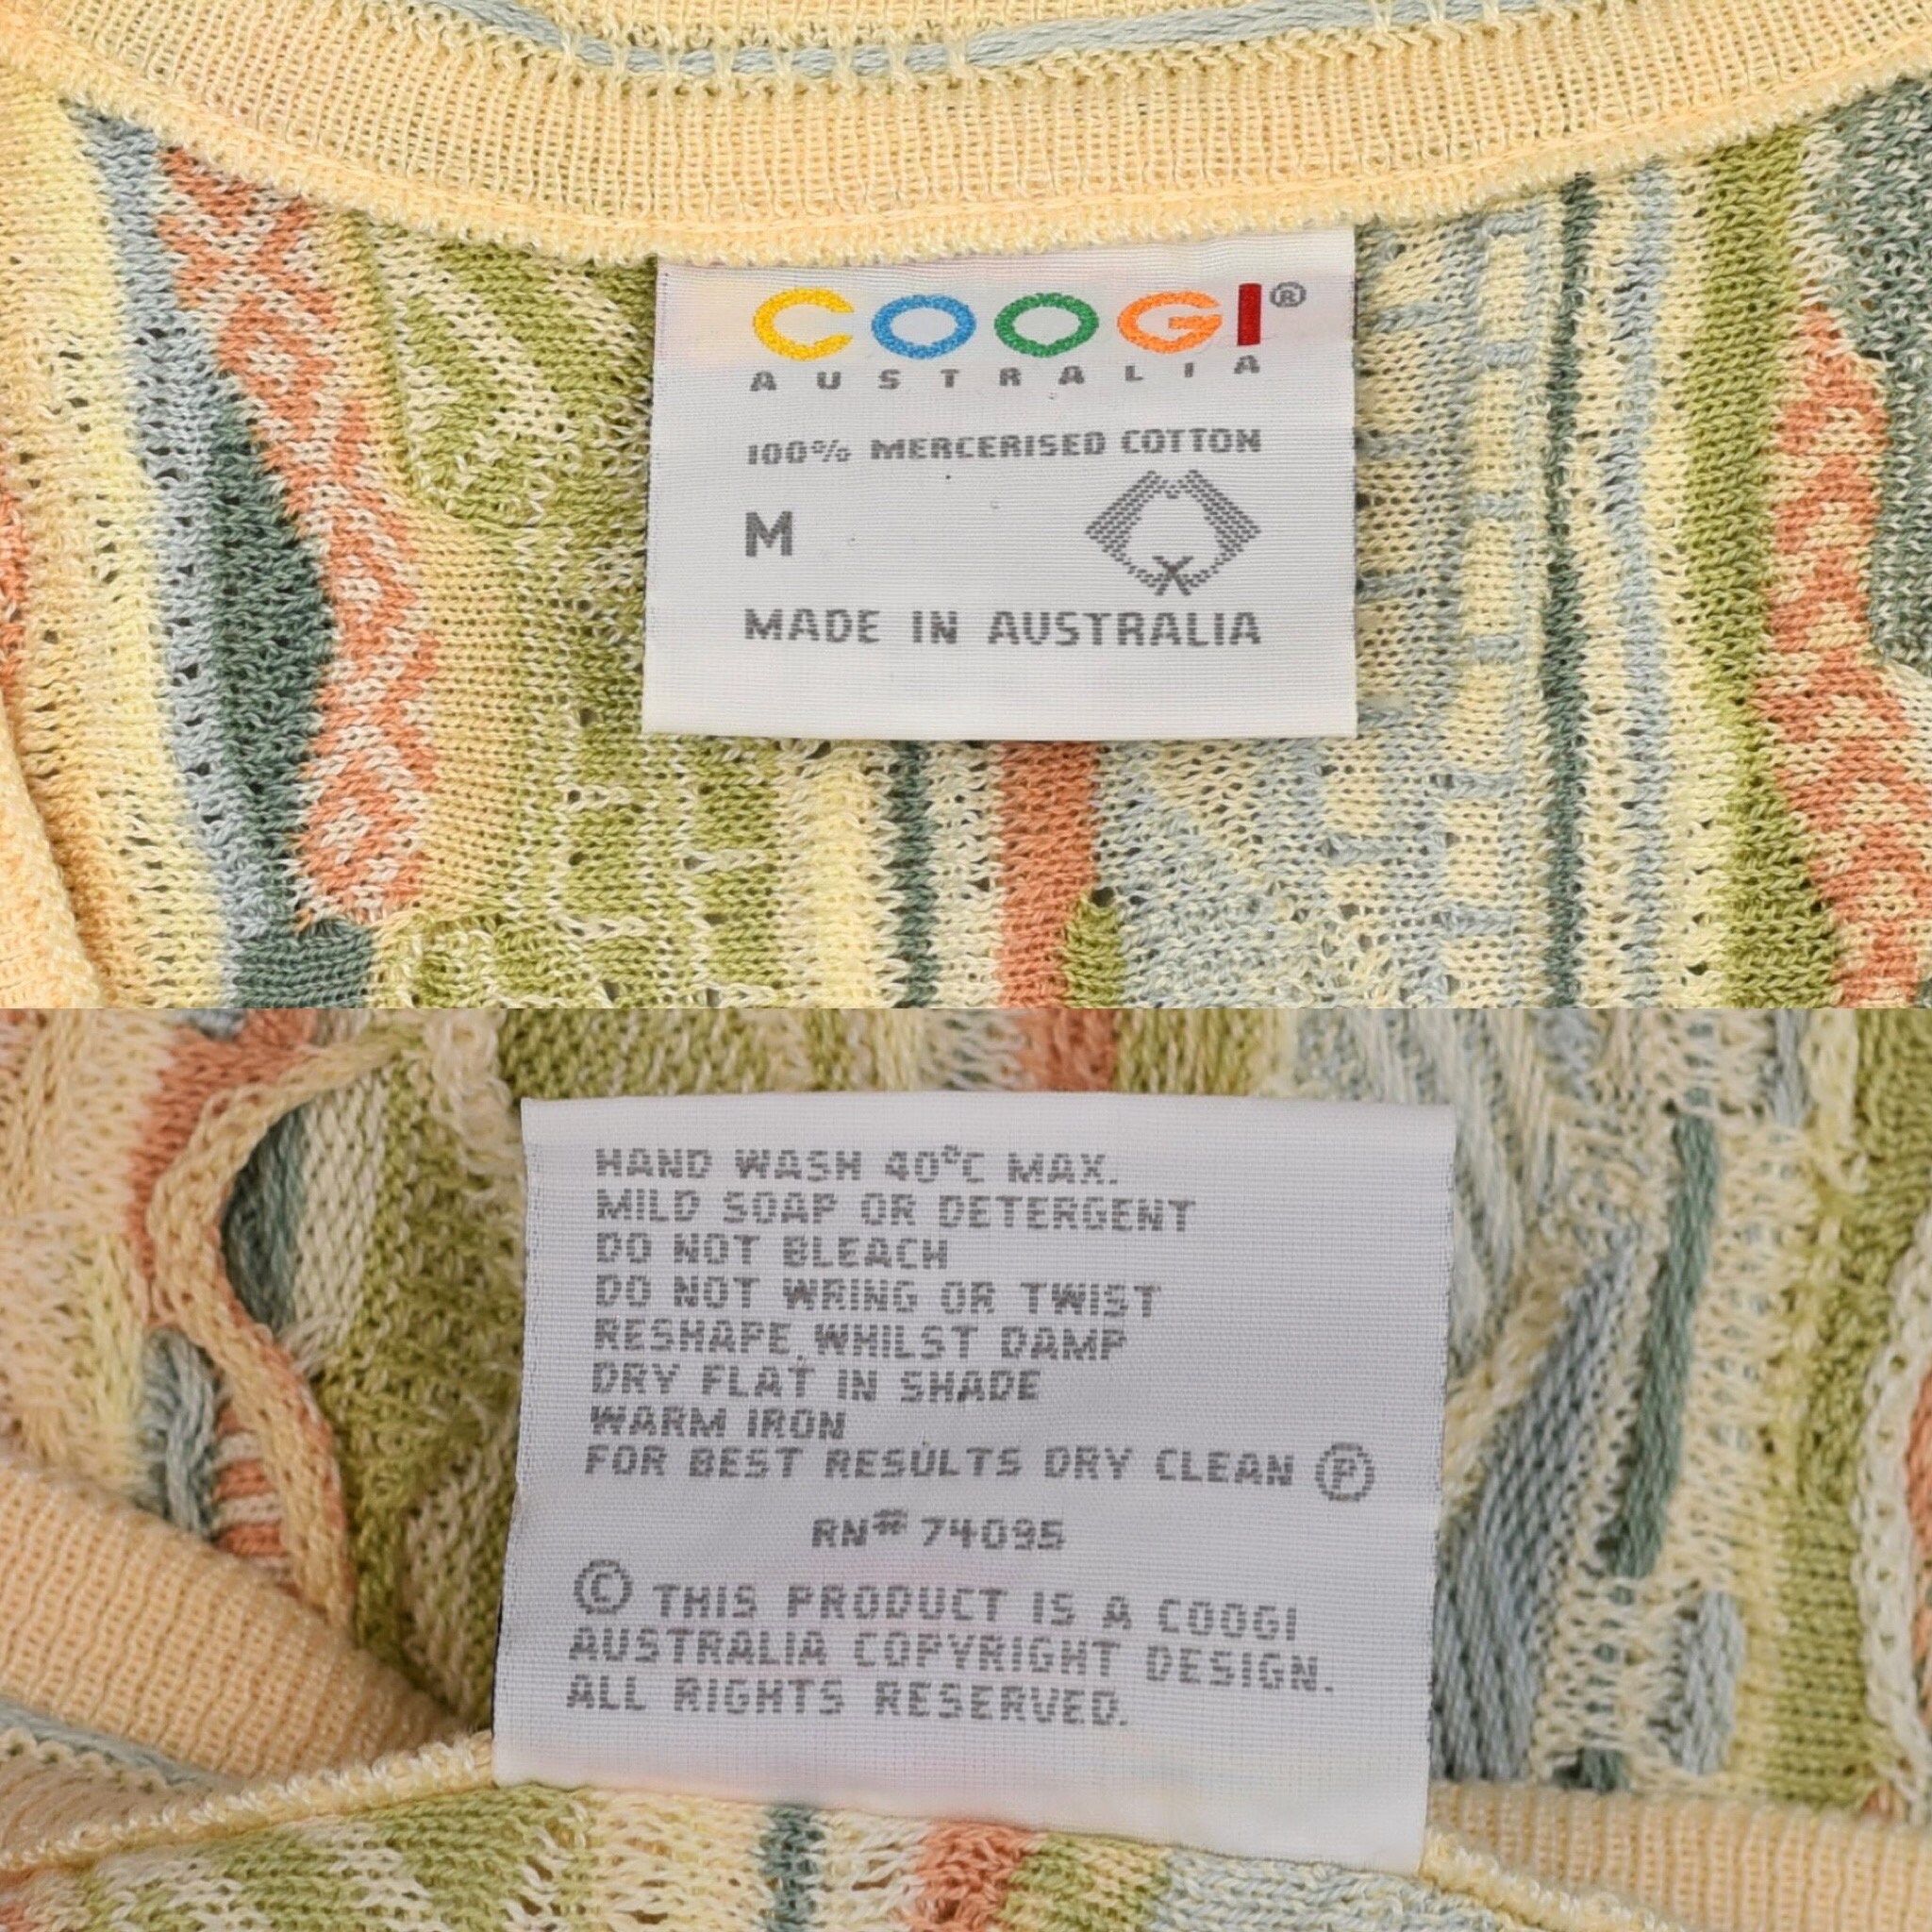 COOGI®
AUSTRALIA
100% MERCERISED COTTON
M
MADE IN AUSTRALIA
HAND WASH 40°C MAX.
MILD SOAP OR DETERGENT
DO NOT BLEACH
DO NOT WRING OR TWIST
RESHAPE WHILST DAMP
DRY FLAT IN SHADE
WARM IRON
FOR BEST RESULTS DRY CLEAN Ⓟ
RN# 74095
© THIS PRODUCT IS A COOGI
AUSTRALIA COPYRIGHT DESIGN.
ALL RIGHTS RESERVED.